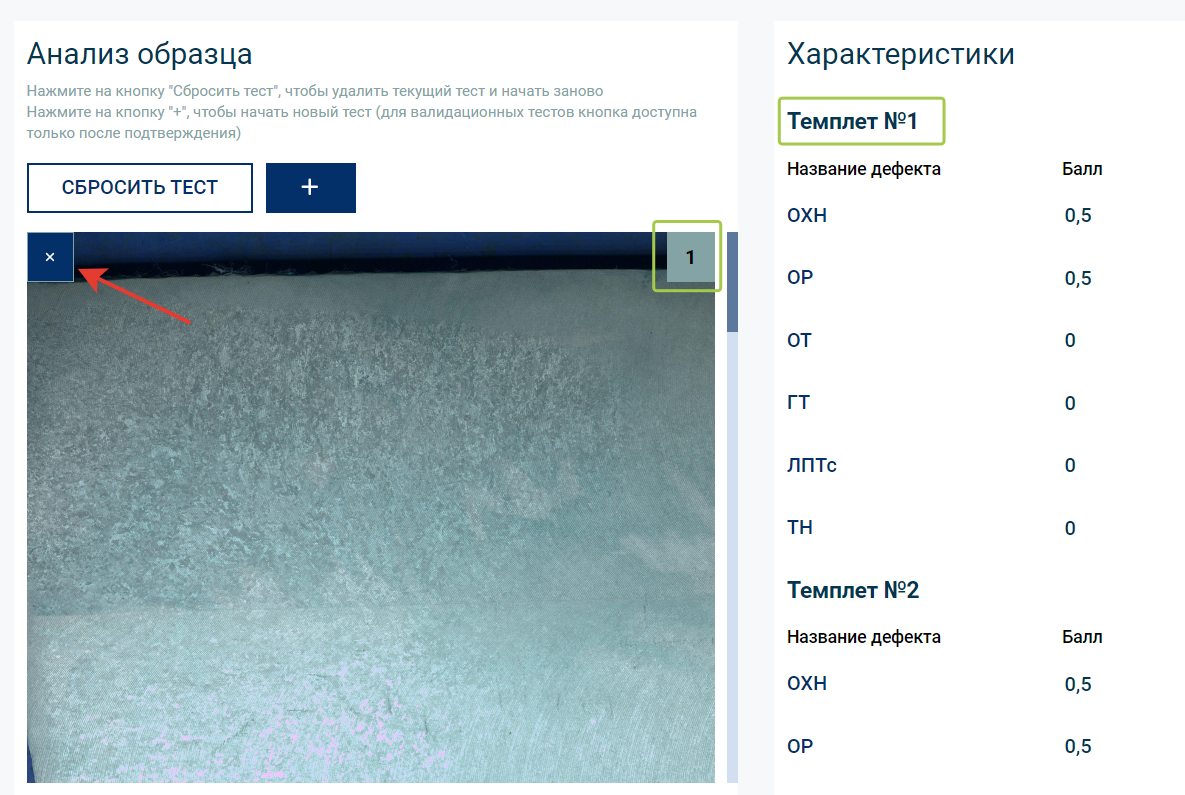 Анализ образца
Нажмите на кнопку "Сбросить тест", чтобы удалить текущий тест и начать заново
Нажмите на кпопку "+", чтобы начать новый тест (для валидационных тестов кнопка доступна
только после подтверждения)
СБРОСИТЬ ТЕСТ
+
×
1
Характеристики
Темплет №1
Название дефекта Балл
ОХН 0,5
ОР 0,5
ОТ 0
ГТ 0
ЛПТс 0
ТН 0
Темплет №2
Название дефекта Балл
ОХН 0,5
ОР 0,5